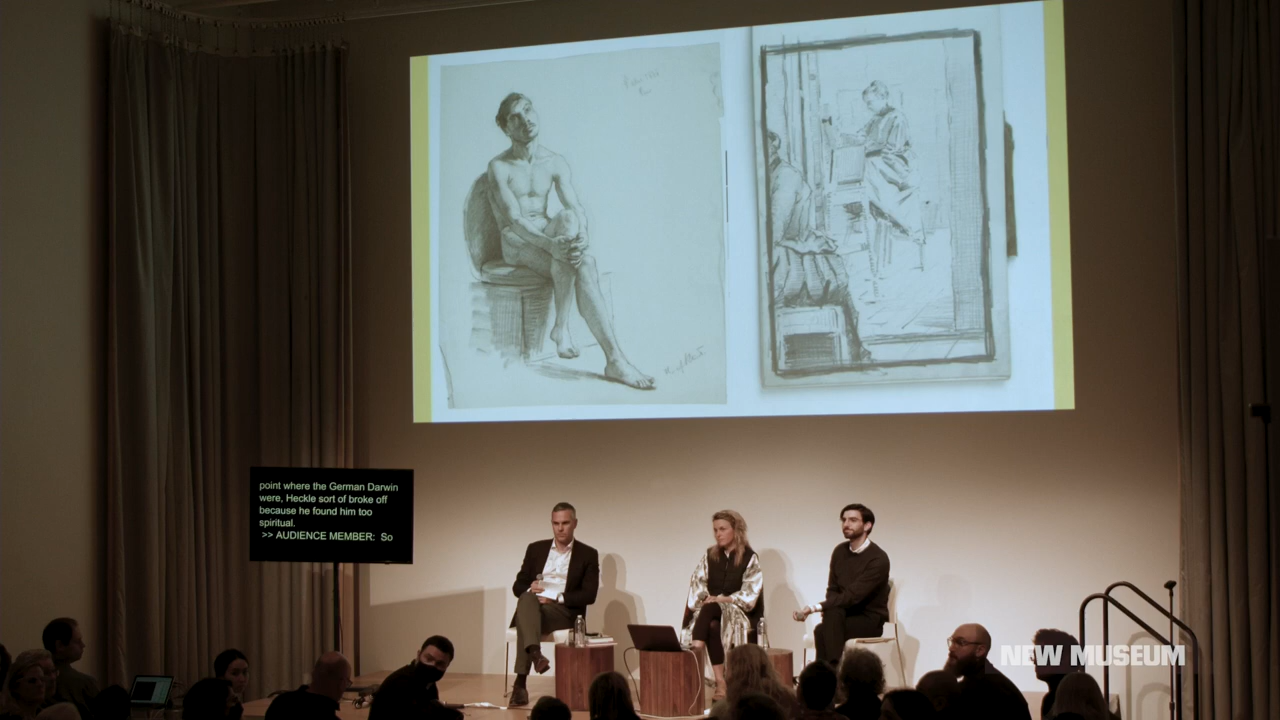 point where the German Darwin
were, Heckle sort of broke off
because he found him too
spiritual.
>> AUDIENCE MEMBER: So
NEW MUSEUM